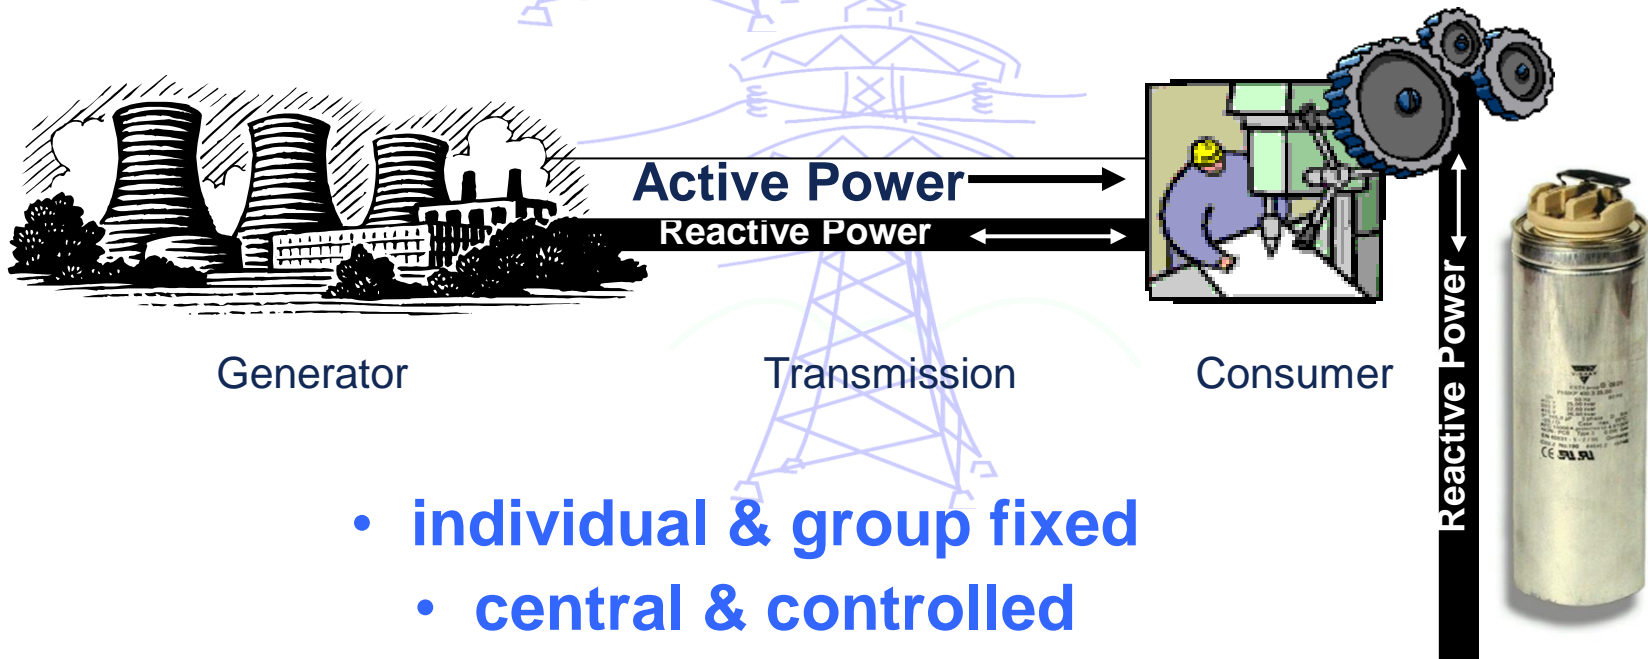 Active Power
Reactive Power
Generator
Transmission
Consumer
• individual & group fixed
• central & controlled
Reactive Power